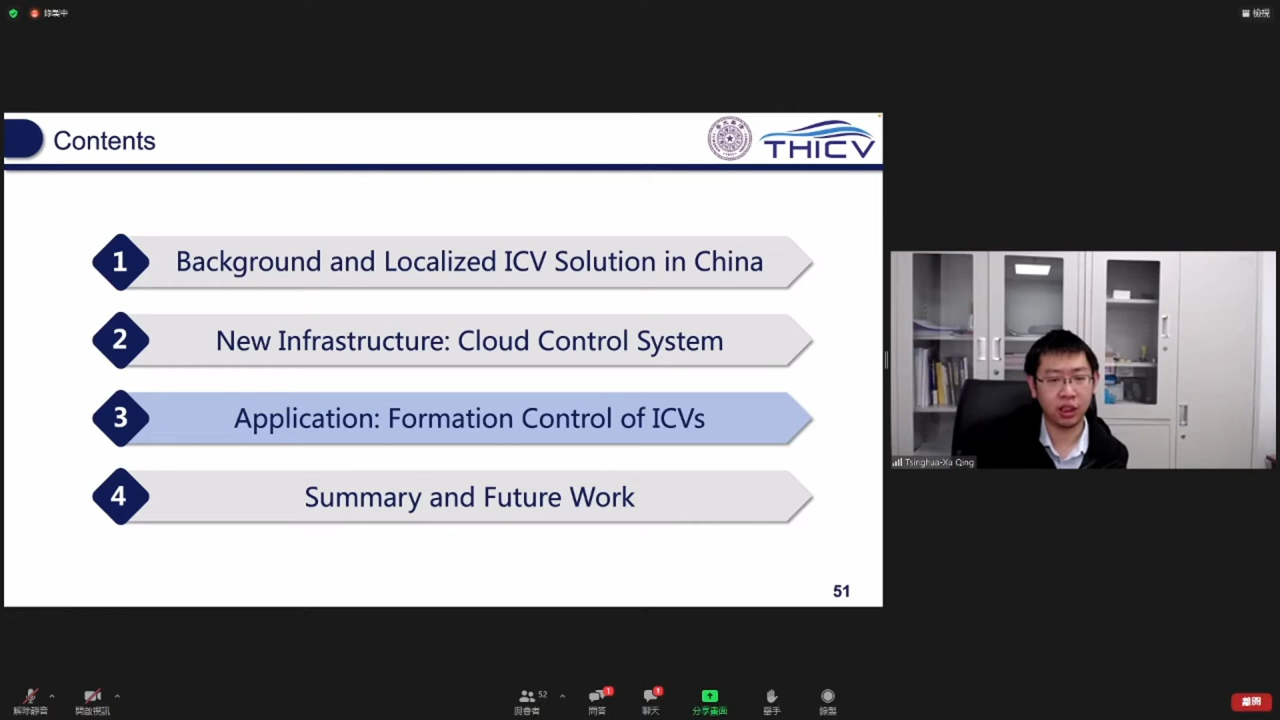 錄製中
檢視
Contents
THICV
1 Background and Localized ICV Solution in China
2 New Infrastructure: Cloud Control System
3 Application: Formation Control of ICVs
4 Summary and Future Work
51
Tsinghua-Xu Qing
解除靜音
開啟視訊
與會者
52
問答
1
聊天
1
分享畫面
舉手
錄製
離開